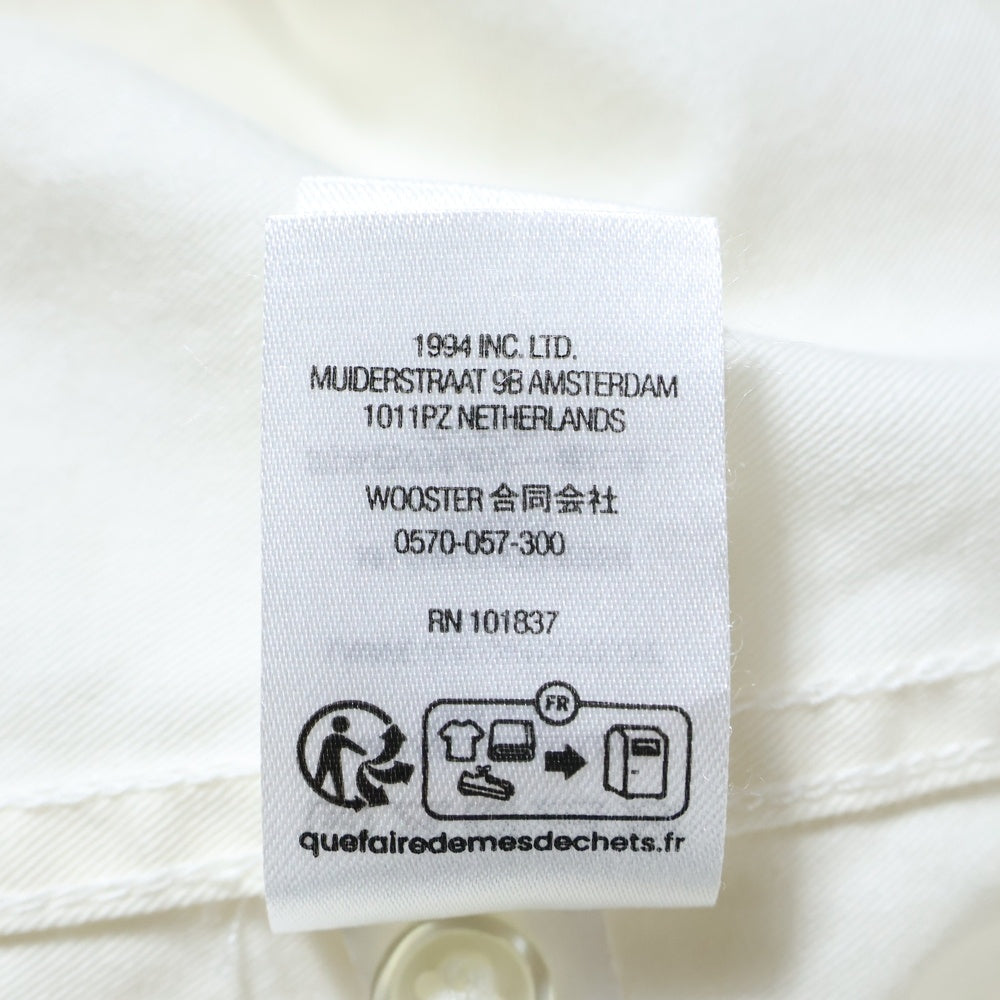 1994 INC. LTD.
MUIDERSTRAAT 9B AMSTERDAM
1011PZ NETHERLANDS
WOOSTER 合同会社
0570-057-300
RN 101837
FR
quefairedemesdechets.fr